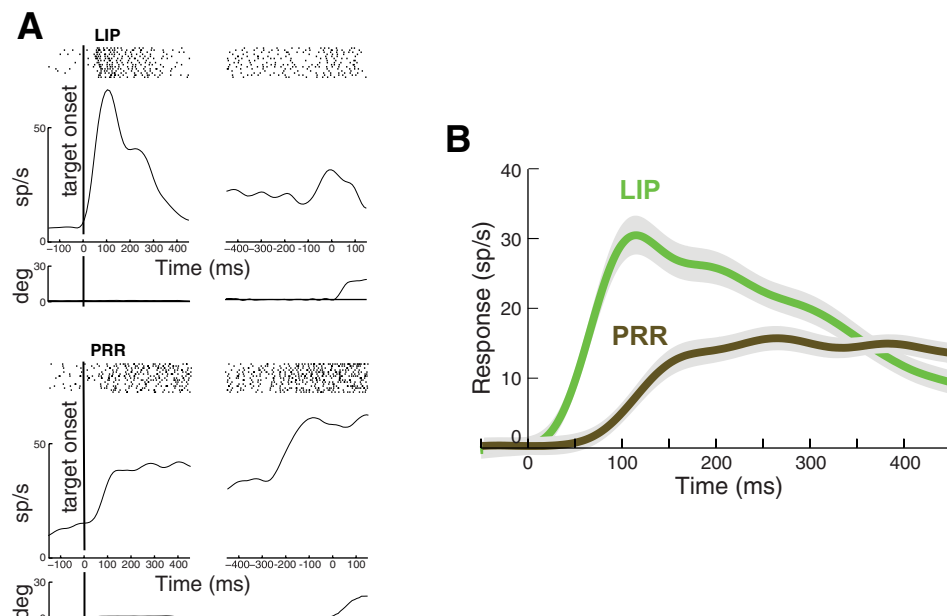 A
LIP
target onset
50
0
sp/s
−100 0 100 200 300 400
−400 −300 −200 −100 0 100
Time (ms)
30
0
deg
PRR
target onset
50
0
sp/s
−100 0 100 200 300 400
−400 −300 −200 −100 0 100
Time (ms)
30
deg
B
40
30
20
10
0
Response (sp/s)
LIP
PRR
0 100 200 300 400
Time (ms)